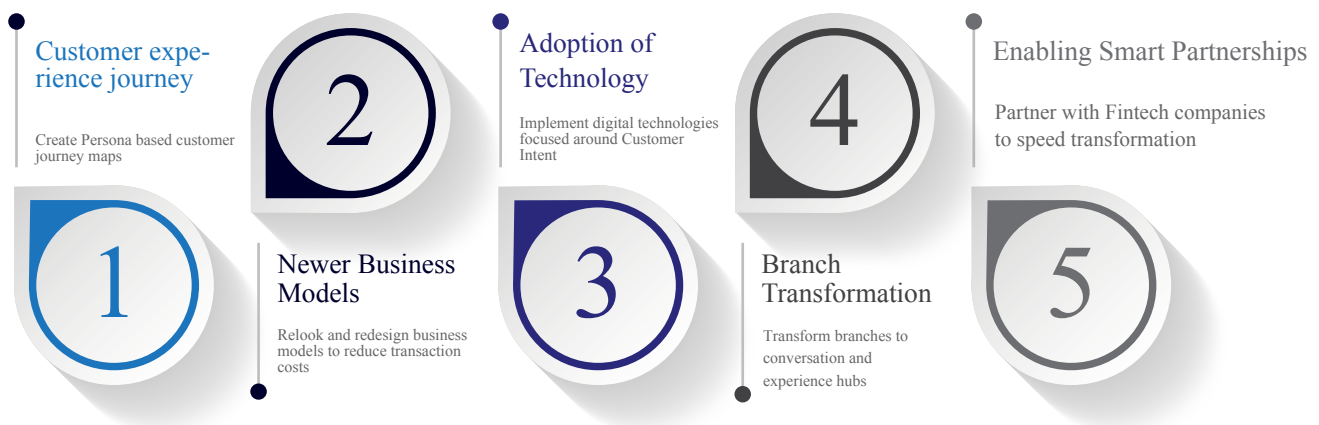 Customer expe-
rience journey
Create Persona based customer
journey maps
1
2
Newer Business
Models
Relook and redesign business
models to reduce transaction
costs
Adoption of
Technology
Implement digital technologies
focused around Customer
Intent
3
4
Branch
Transformation
Transform branches to
conversation and
experience hubs
Enabling Smart Partnerships
Partner with Fintech companies
to speed transformation
5